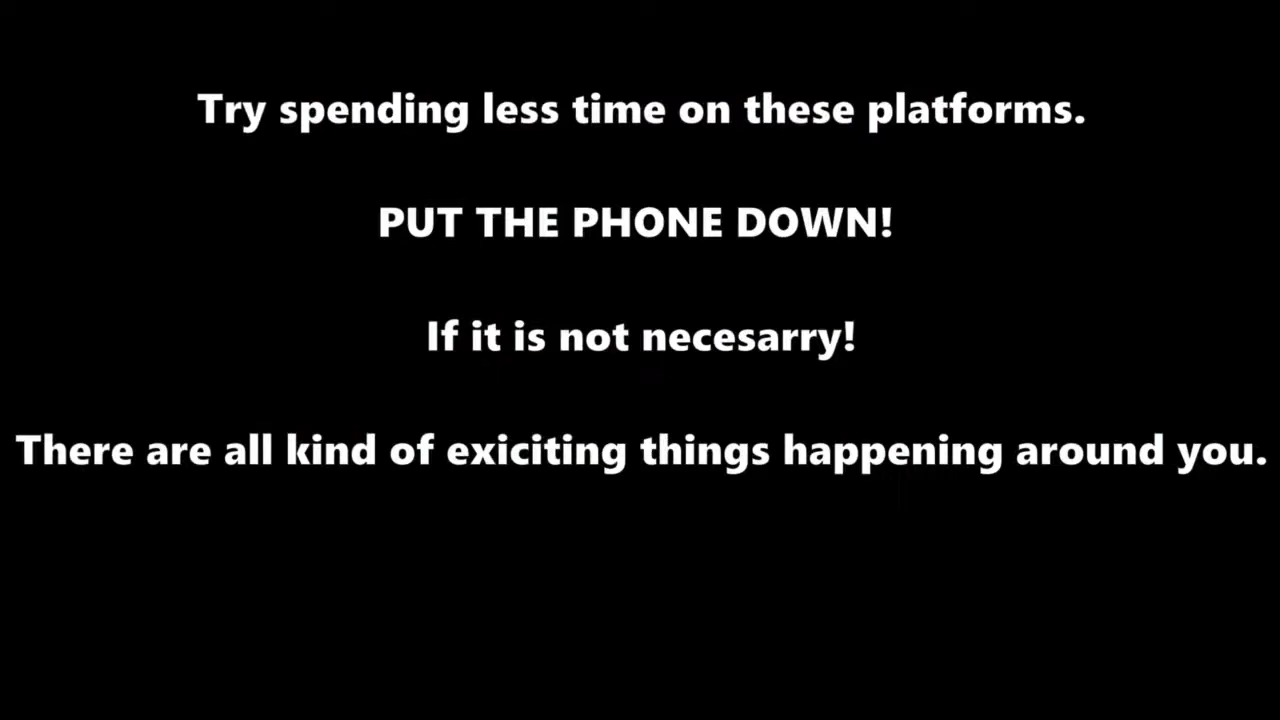 Try spending less time on these platforms.
PUT THE PHONE DOWN!
If it is not necesarry!
There are all kind of exiciting things happening around you.